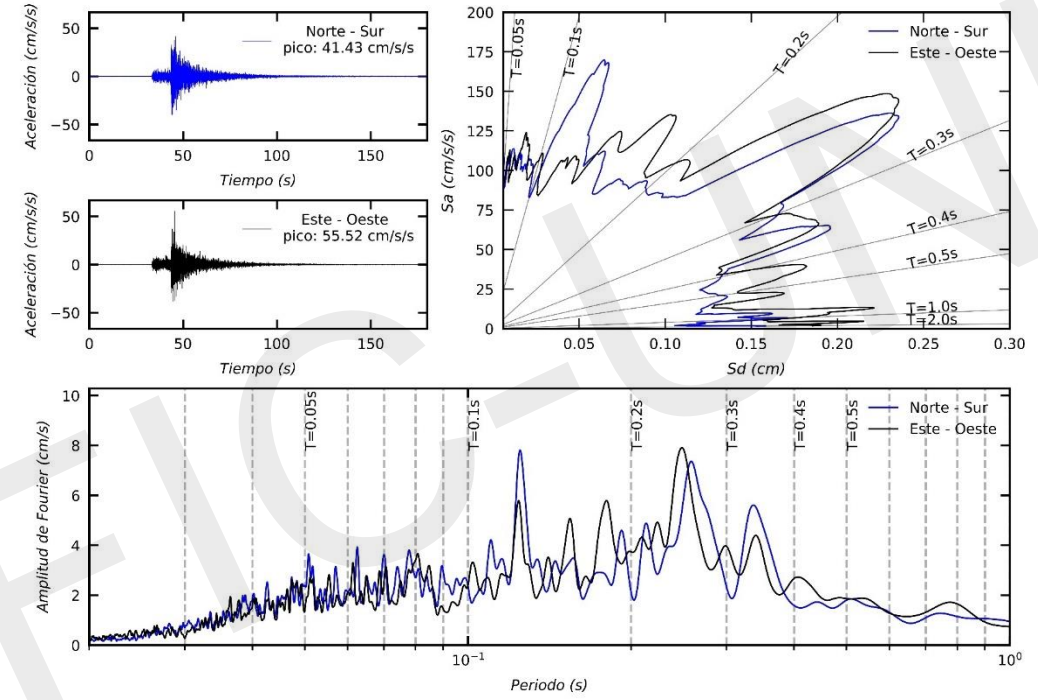 Aceleración (cm/s/s)
50
0
−50
Norte - Sur
pico: 41.43 cm/s/s
0
50
100
150
Tiempo (s)
Aceleración (cm/s/s)
50
0
−50
Este - Oeste
pico: 55.52 cm/s/s
0
50
100
150
Tiempo (s)
Sa (cm/s/s)
200
175
150
125
100
75
50
25
0
T=0.05s
T=0.1s
T=0.2s
T=0.3s
T=0.4s
T=0.5s
T=1.0s
T=2.0s
Norte - Sur
Este - Oeste
0.05
0.10
0.15
0.20
0.25
0.30
Sd (cm)
Amplitud de Fourier (cm/s)
10
8
6
4
2
0
T=0.05s
T=0.1s
T=0.2s
T=0.3s
T=0.4s
T=0.5s
Norte - Sur
Este - Oeste
10⁻¹
10⁰
Periodo (s)
FIC-UN